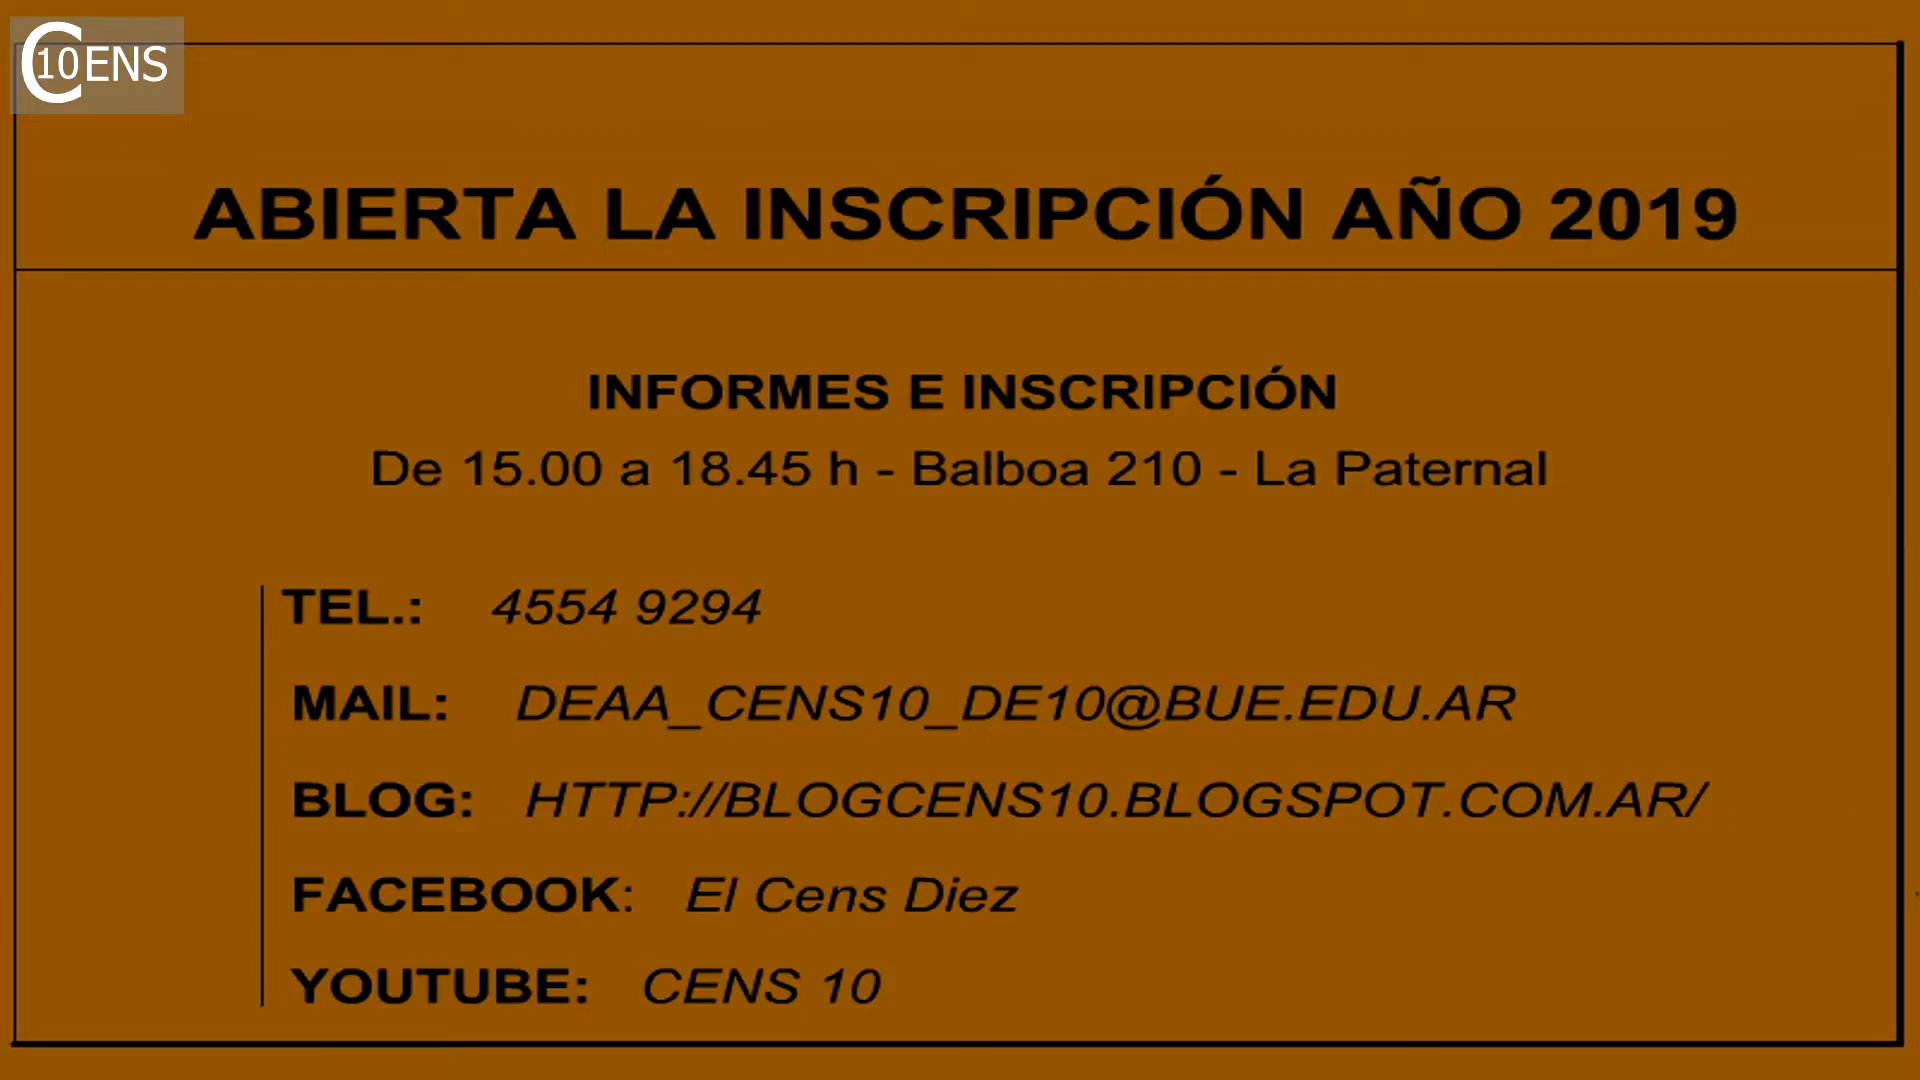 C10ENS
ABIERTA LA INSCRIPCIÓN AÑO 2019
INFORMES E INSCRIPCIÓN
De 15.00 a 18.45 h - Balboa 210 - La Paternal
TEL.: 4554 9294
MAIL: DEAA_CENS10_DE10@BUE.EDU.AR
BLOG: HTTP://BLOGCENS10.BLOGSPOT.COM.AR/
FACEBOOK: El Cens Diez
YOUTUBE: CENS 10